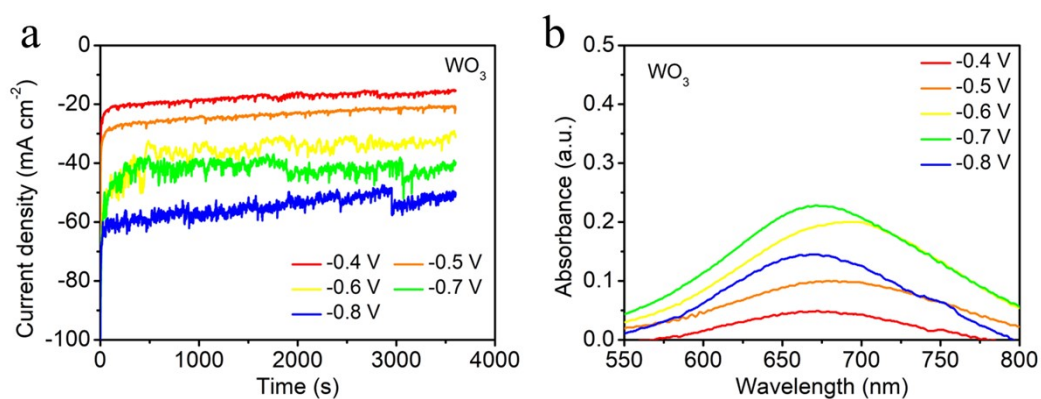 a
0
-20
-40
-60
-80
-100
Current density (mA cm-2)
WO3
-0.4 V
-0.5 V
-0.6 V
-0.7 V
-0.8 V
0
1000
2000
3000
4000
Time (s)
b
0.5
0.4
0.3
0.2
0.1
0.0
Absorbance (a.u.)
WO3
-0.4 V
-0.5 V
-0.6 V
-0.7 V
-0.8 V
550
600
650
700
750
800
Wavelength (nm)